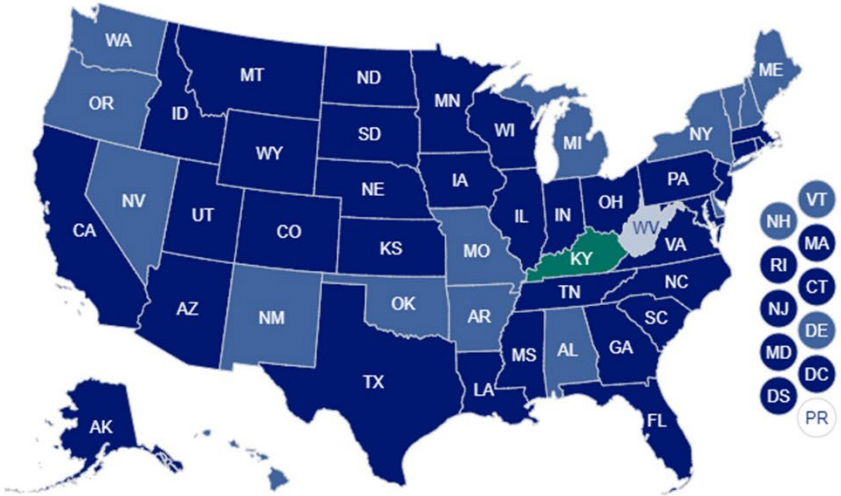 WA
MT
ND
MN
ME
OR
ID
WI
MI
NY
SD
WY
IA
PA
NE
NV
UT
IL
IN
OH
CA
CO
WV
VA
KS
MO
KY
NC
TN
AZ
NM
OK
AR
SC
MS
AL
GA
TX
LA
FL
AK
VT
NH
MA
RI
CT
NJ
DE
MD
DC
DS
PR